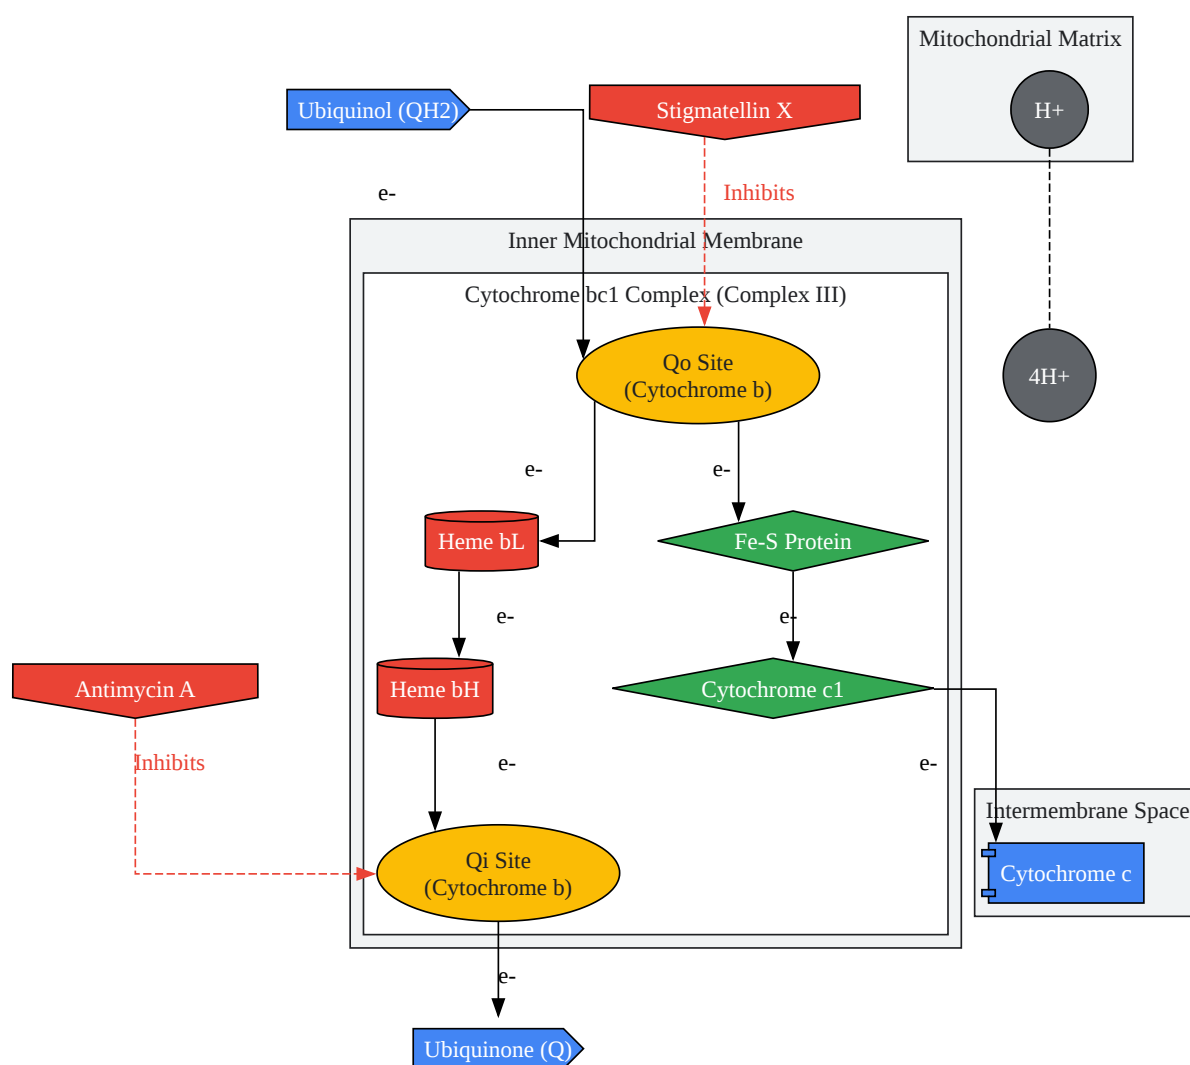 Mitochondrial Matrix
Ubiquinol (QH2)
Stigmatellin X
H+
e-
Inhibits
Inner Mitochondrial Membrane
Cytochrome bc1 Complex (Complex III)
Qo Site
(Cytochrome b)
4H+
e-
e-
Heme bL
Fe-S Protein
e-
e-
Antimycin A
Heme bH
Cytochrome c1
Inhibits
e-
e-
Intermembrane Space
Qi Site
(Cytochrome b)
Cytochrome c
e-
Ubiquinone (Q)